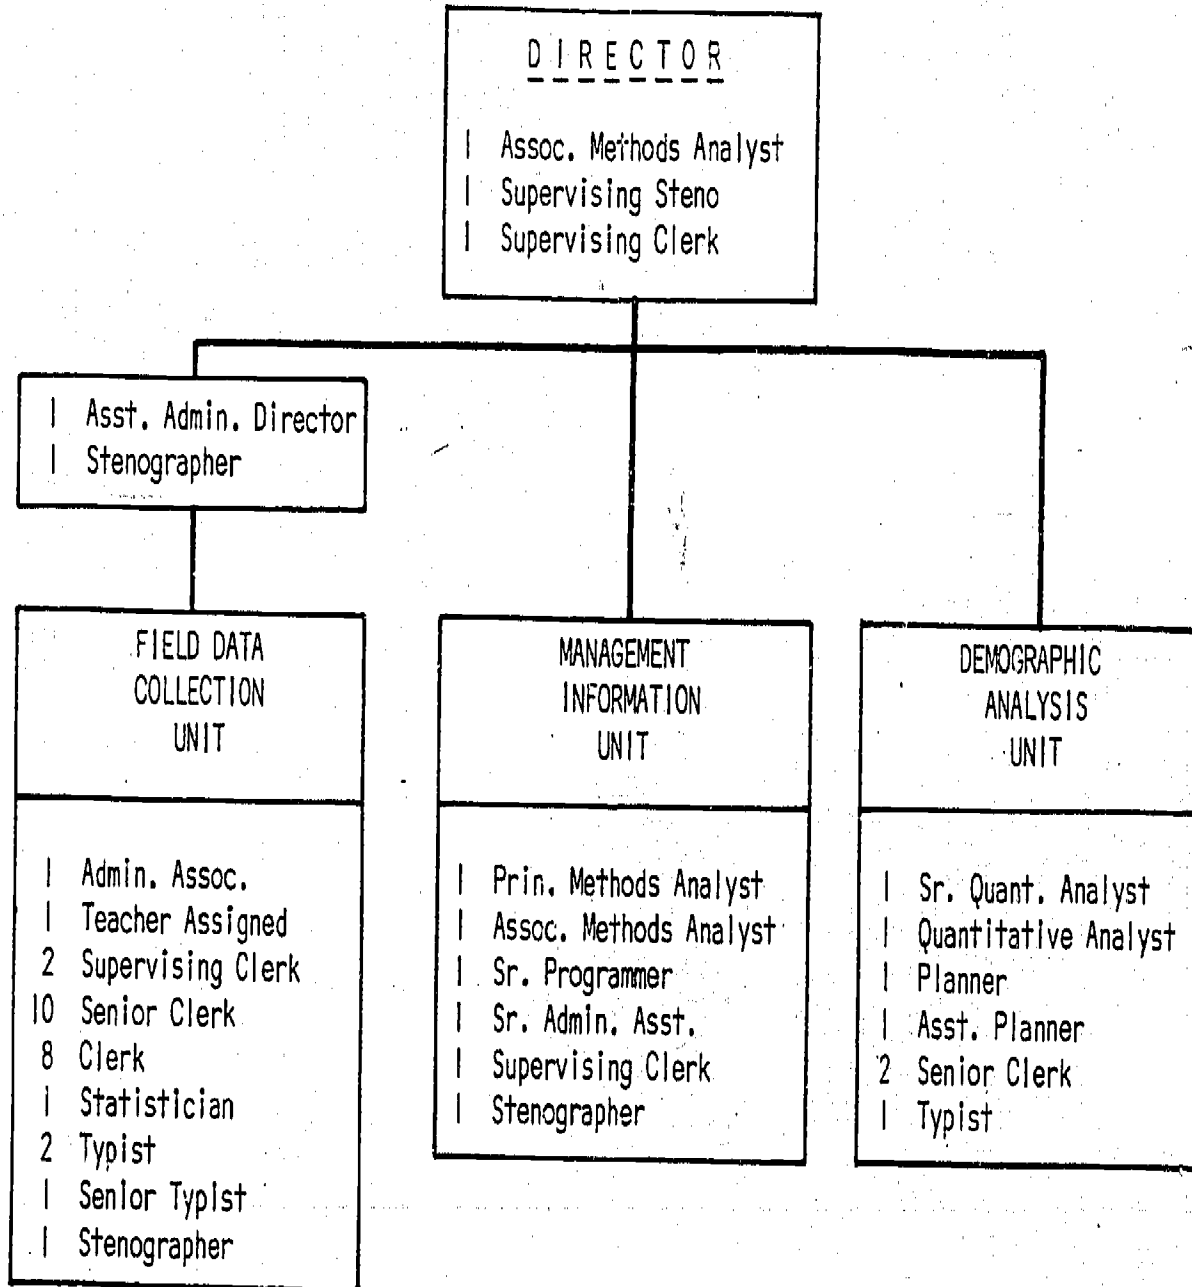 DIRECTOR
1 Assoc. Methods Analyst
1 Supervising Steno
1 Supervising Clerk
1 Asst. Admin. Director
1 Stenographer
FIELD DATA
COLLECTION
UNIT
1 Admin. Assoc.
1 Teacher Assigned
2 Supervising Clerk
10 Senior Clerk
8 Clerk
1 Statistician
2 Typist
1 Senior Typist
1 Stenographer
MANAGEMENT
INFORMATION
UNIT
1 Prin. Methods Analyst
1 Assoc. Methods Analyst
1 Sr. Programmer
1 Sr. Admin. Asst.
1 Supervising Clerk
1 Stenographer
DEMOGRAPHIC
ANALYSIS
UNIT
1 Sr. Quant. Analyst
1 Quantitative Analyst
1 Planner
1 Asst. Planner
2 Senior Clerk
1 Typist